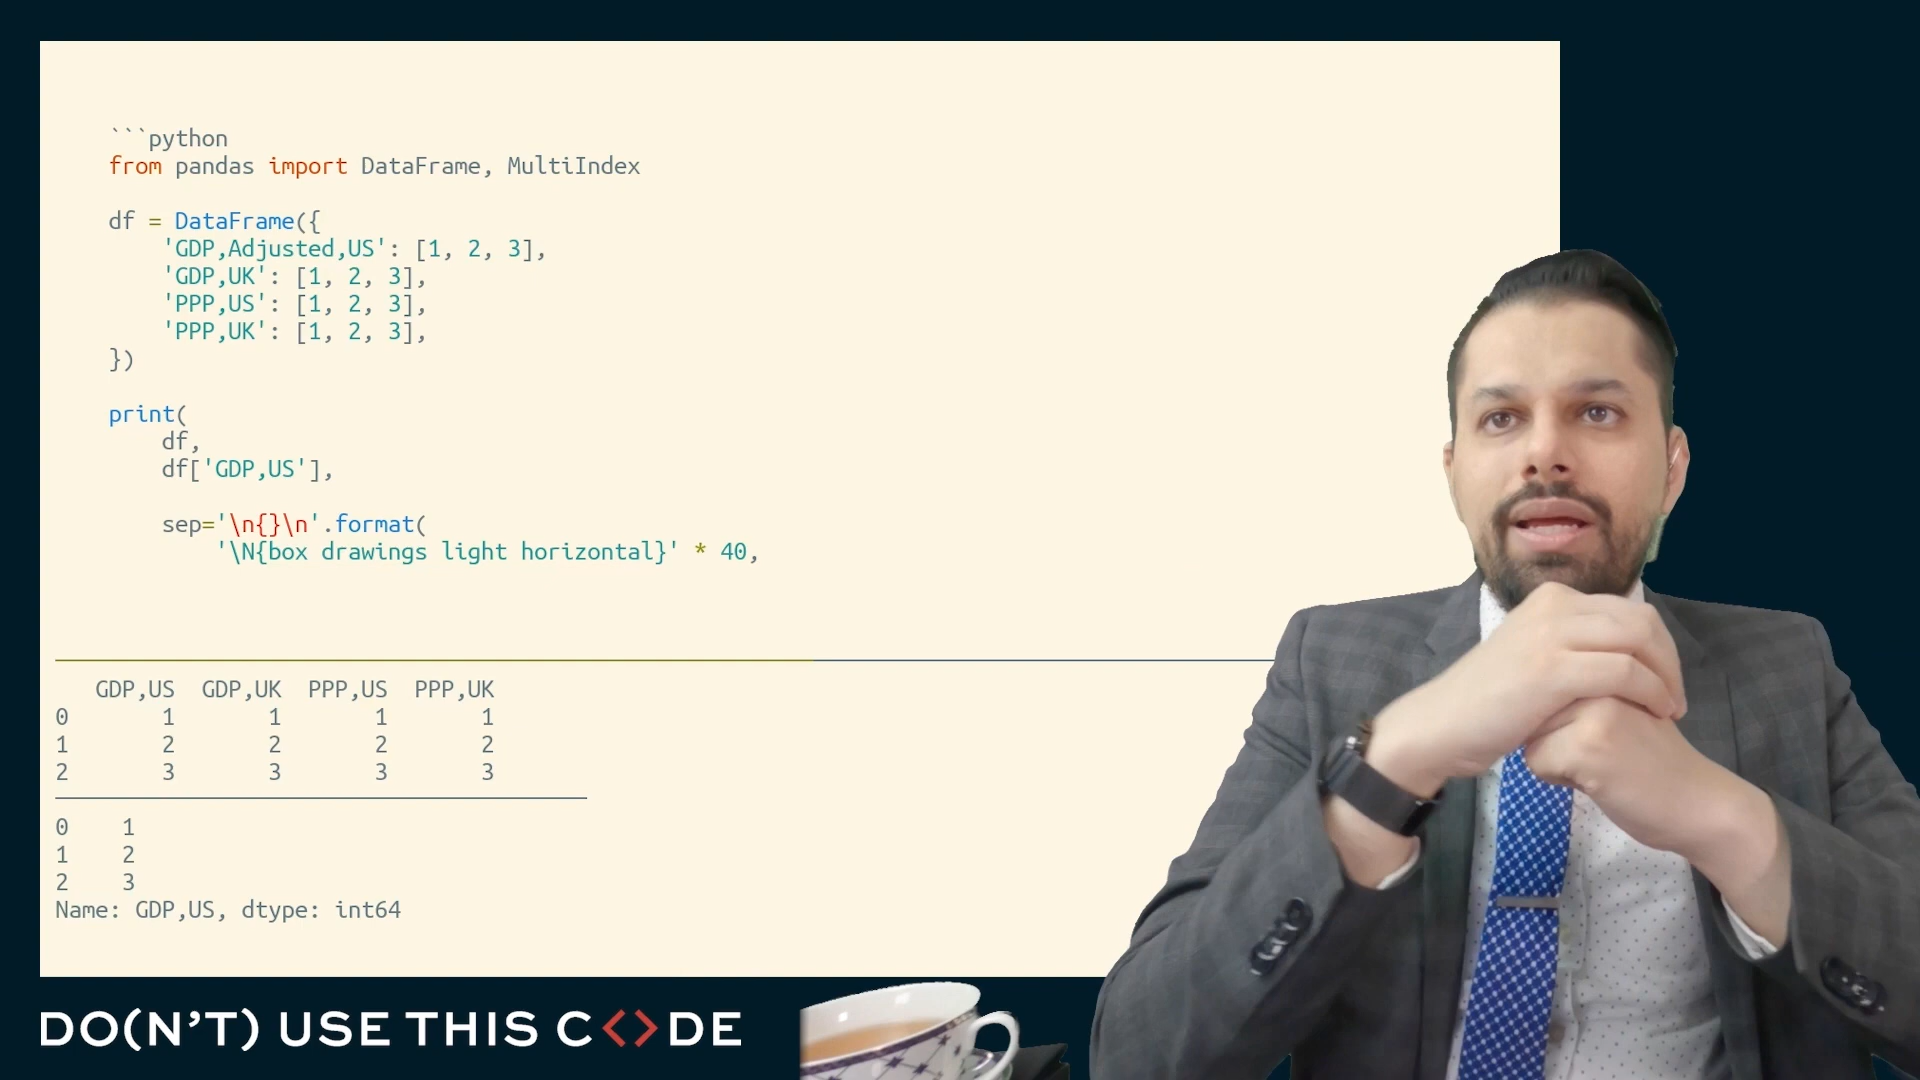 ```python
from pandas import DataFrame, MultiIndex
df = DataFrame({
    'GDP,Adjusted,US': [1, 2, 3],
    'GDP,UK': [1, 2, 3],
    'PPP,US': [1, 2, 3],
    'PPP,UK': [1, 2, 3],
})
print(
    df,
    df['GDP,US'],
    sep='\n{}\n'.format(
        '\N{box drawings light horizontal}' * 40,
   GDP,US  GDP,UK  PPP,US  PPP,UK
0       1       1       1       1
1       2       2       2       2
2       3       3       3       3
0    1
1    2
2    3
Name: GDP,US, dtype: int64
DO(N'T) USE THIS C<>DE